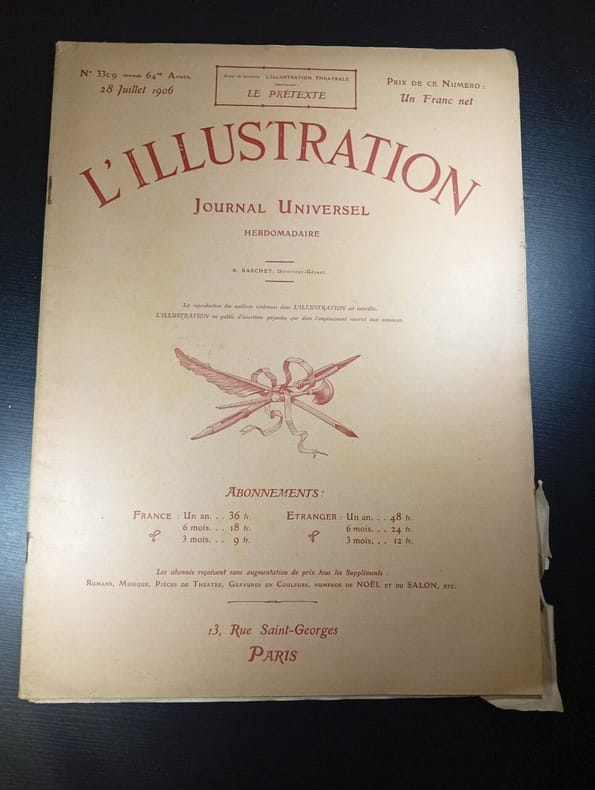 Nº 3309 64me Année.
28 Juillet 1906
Avec ce numéro L'ILLUSTRATION THÉATRALE
LE PRÉTEXTE
Prix de ce Numéro :
Un Franc net
L'ILLUSTRATION
Journal Universel
HEBDOMADAIRE
R. BASCHET, Directeur-Gérant.
La reproduction des matières contenues dans L'ILLUSTRATION est interdite.
L'ILLUSTRATION ne publie d'insertions payantes que dans l'emplacement réservé aux annonces.
ABONNEMENTS :
FRANCE : Un an. . . 36 fr.
6 mois. . . 18 fr.
3 mois. . . 9 fr.
ETRANGER : Un an. . . 48 fr.
6 mois. . . 24 fr.
3 mois. . . 12 fr.
Les abonnés reçoivent sans augmentation de prix tous les Suppléments :
Romans, Musique, Pièces de Théatre, Gravures en Couleurs, numéros de NOËL et du SALON, etc.
13, Rue Saint-Georges
PARIS